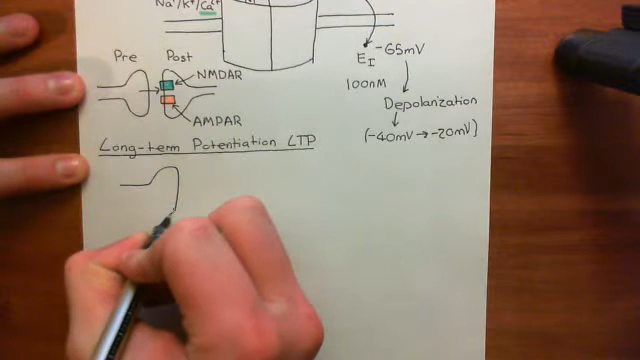 Na⁺/K⁺/Ca²⁺
Pre Post
NMDAR
AMPAR
E_I -65mV
100nM
Depolarization
(-40mV → -20mV)
Long-term Potentiation LTP